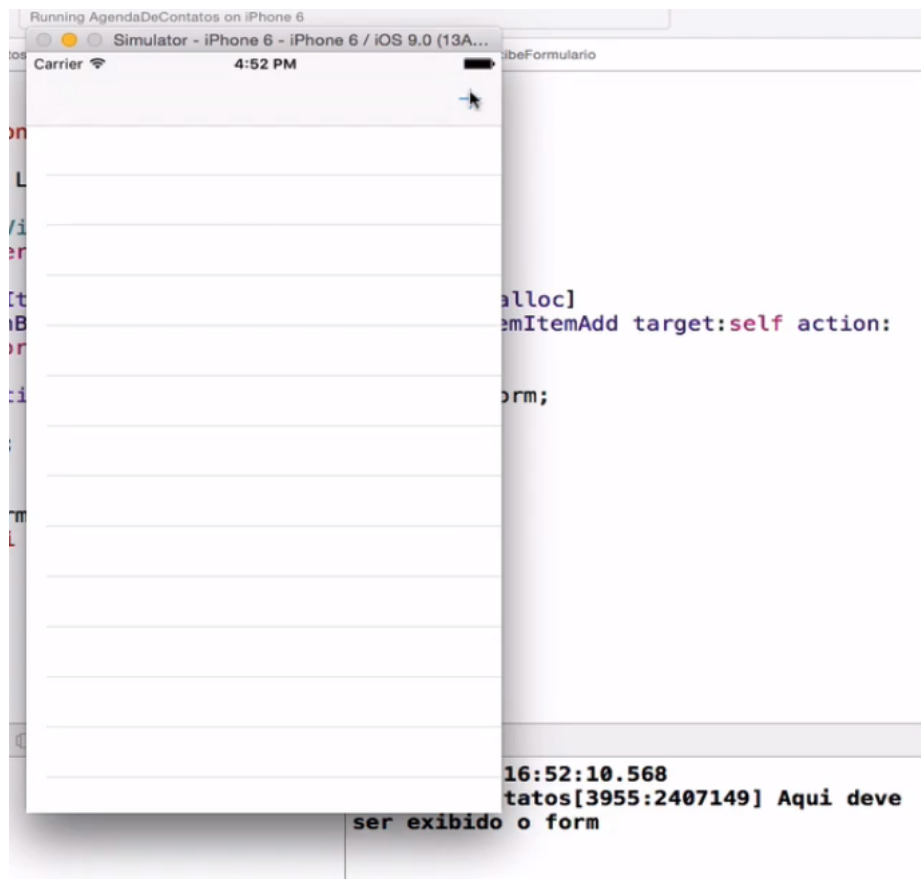 Running AgendaDeContatos on iPhone 6
Simulator - iPhone 6 - iPhone 6 / iOS 9.0 (13A...
ibeFormulario
Carrier 4:52 PM
L
alloc]
emItemAdd target:self action:
orm;
16:52:10.568
tatos[3955:2407149] Aqui deve
ser exibido o form